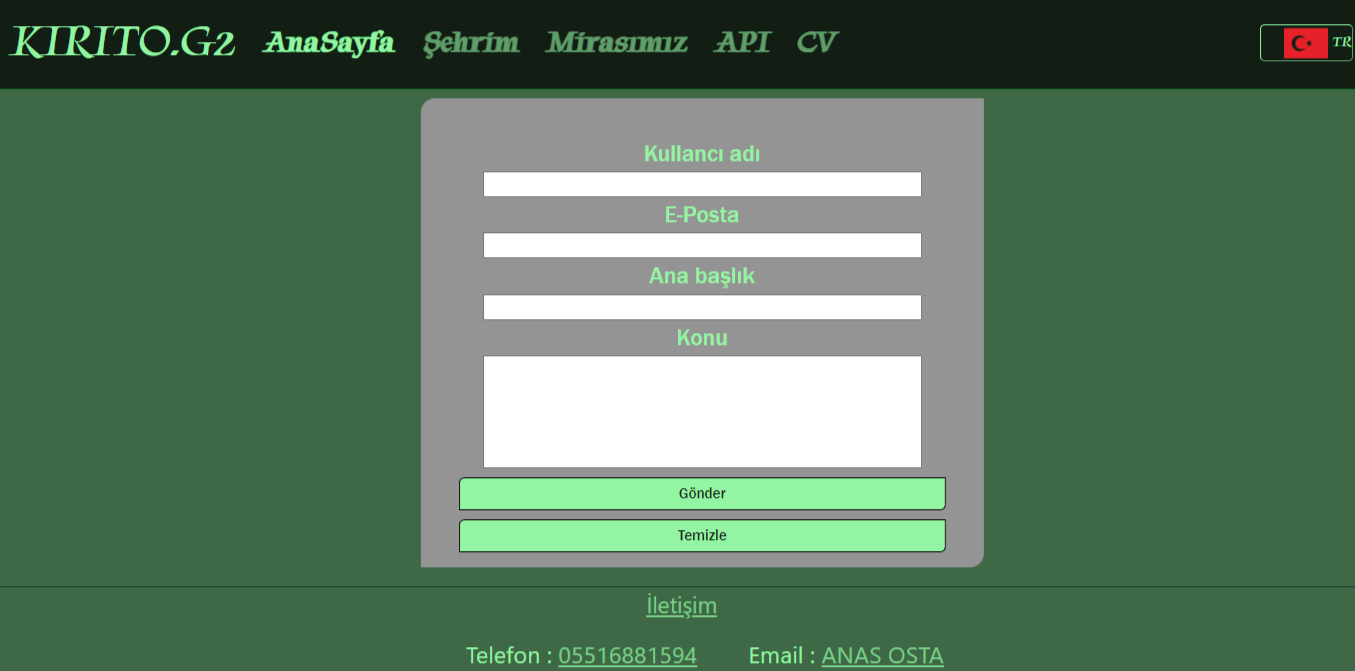 KIRITO.G2 AnaSayfa Şehrim Mirasımız API CV TR
Kullancı adı
E-Posta
Ana başlık
Konu
Gönder
Temizle
İletişim
Telefon : 05516881594 Email : ANAS OSTA